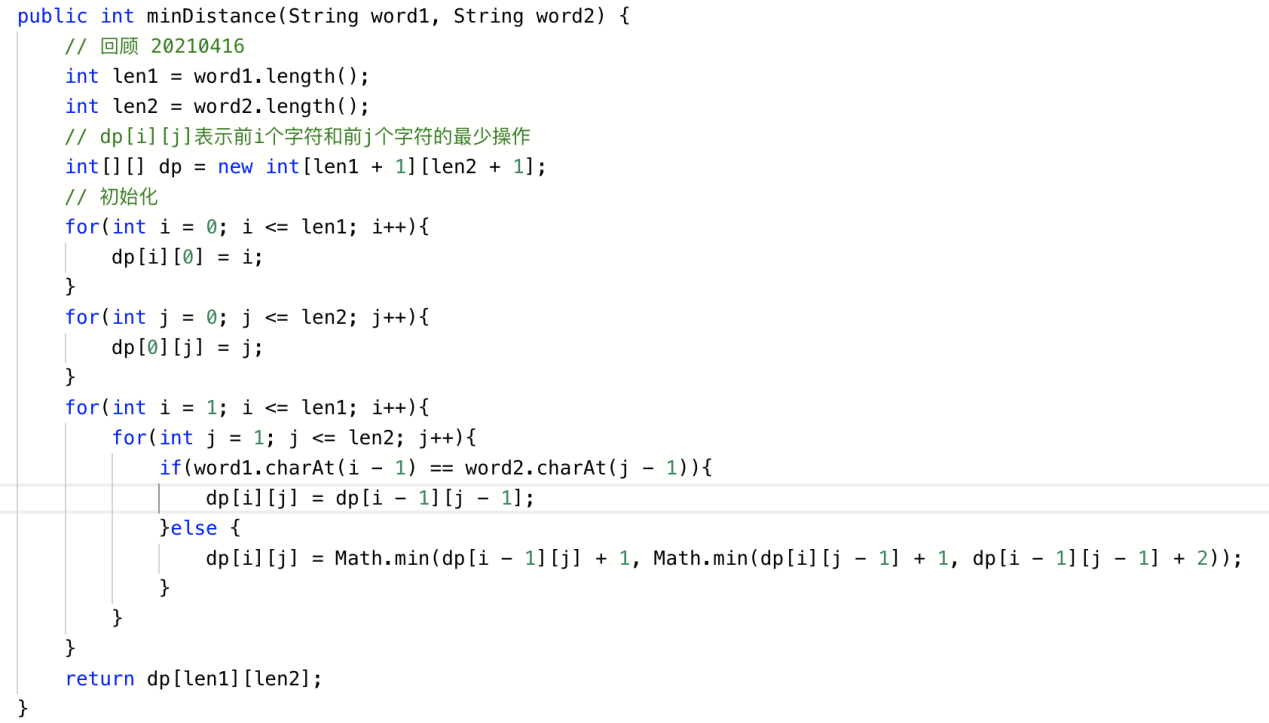 public int minDistance(String word1, String word2) {
// 回顾 20210416
int len1 = word1.length();
int len2 = word2.length();
// dp[i][j]表示前i个字符和前j个字符的最少操作
int[][] dp = new int[len1 + 1][len2 + 1];
// 初始化
for(int i = 0; i <= len1; i++){
dp[i][0] = i;
}
for(int j = 0; j <= len2; j++){
dp[0][j] = j;
}
for(int i = 1; i <= len1; i++){
for(int j = 1; j <= len2; j++){
if(word1.charAt(i - 1) == word2.charAt(j - 1)){
dp[i][j] = dp[i - 1][j - 1];
}else {
dp[i][j] = Math.min(dp[i - 1][j] + 1, Math.min(dp[i][j - 1] + 1, dp[i - 1][j - 1] + 2));
}
}
}
return dp[len1][len2];
}